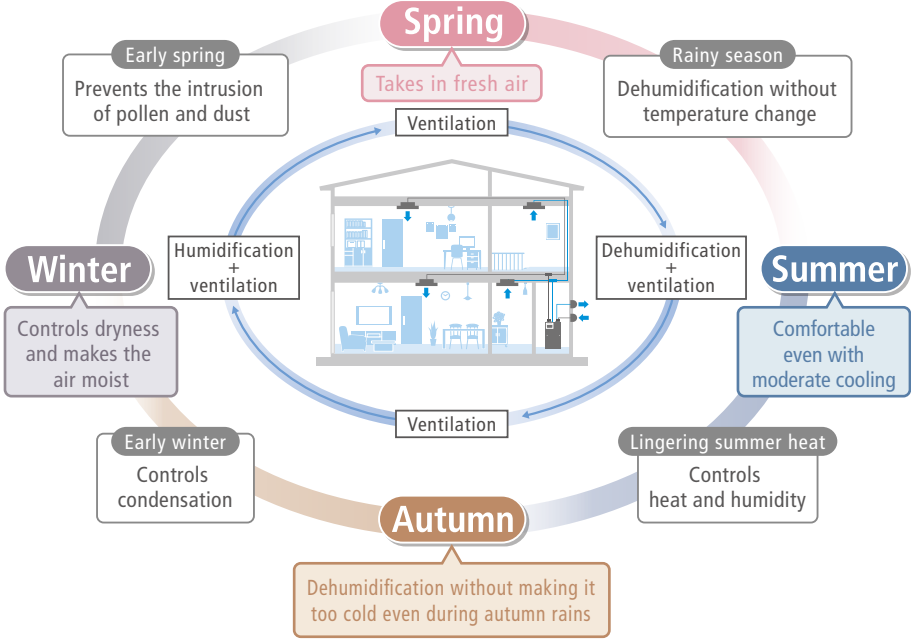 Spring
Takes in fresh air
Early spring
Prevents the intrusion
of pollen and dust
Rainy season
Dehumidification without
temperature change
Ventilation
Winter
Controls dryness
and makes the
air moist
Humidification
+
ventilation
Dehumidification
+
ventilation
Summer
Comfortable
even with
moderate cooling
Ventilation
Early winter
Controls
condensation
Lingering summer heat
Controls
heat and humidity
Autumn
Dehumidification without making it
too cold even during autumn rains